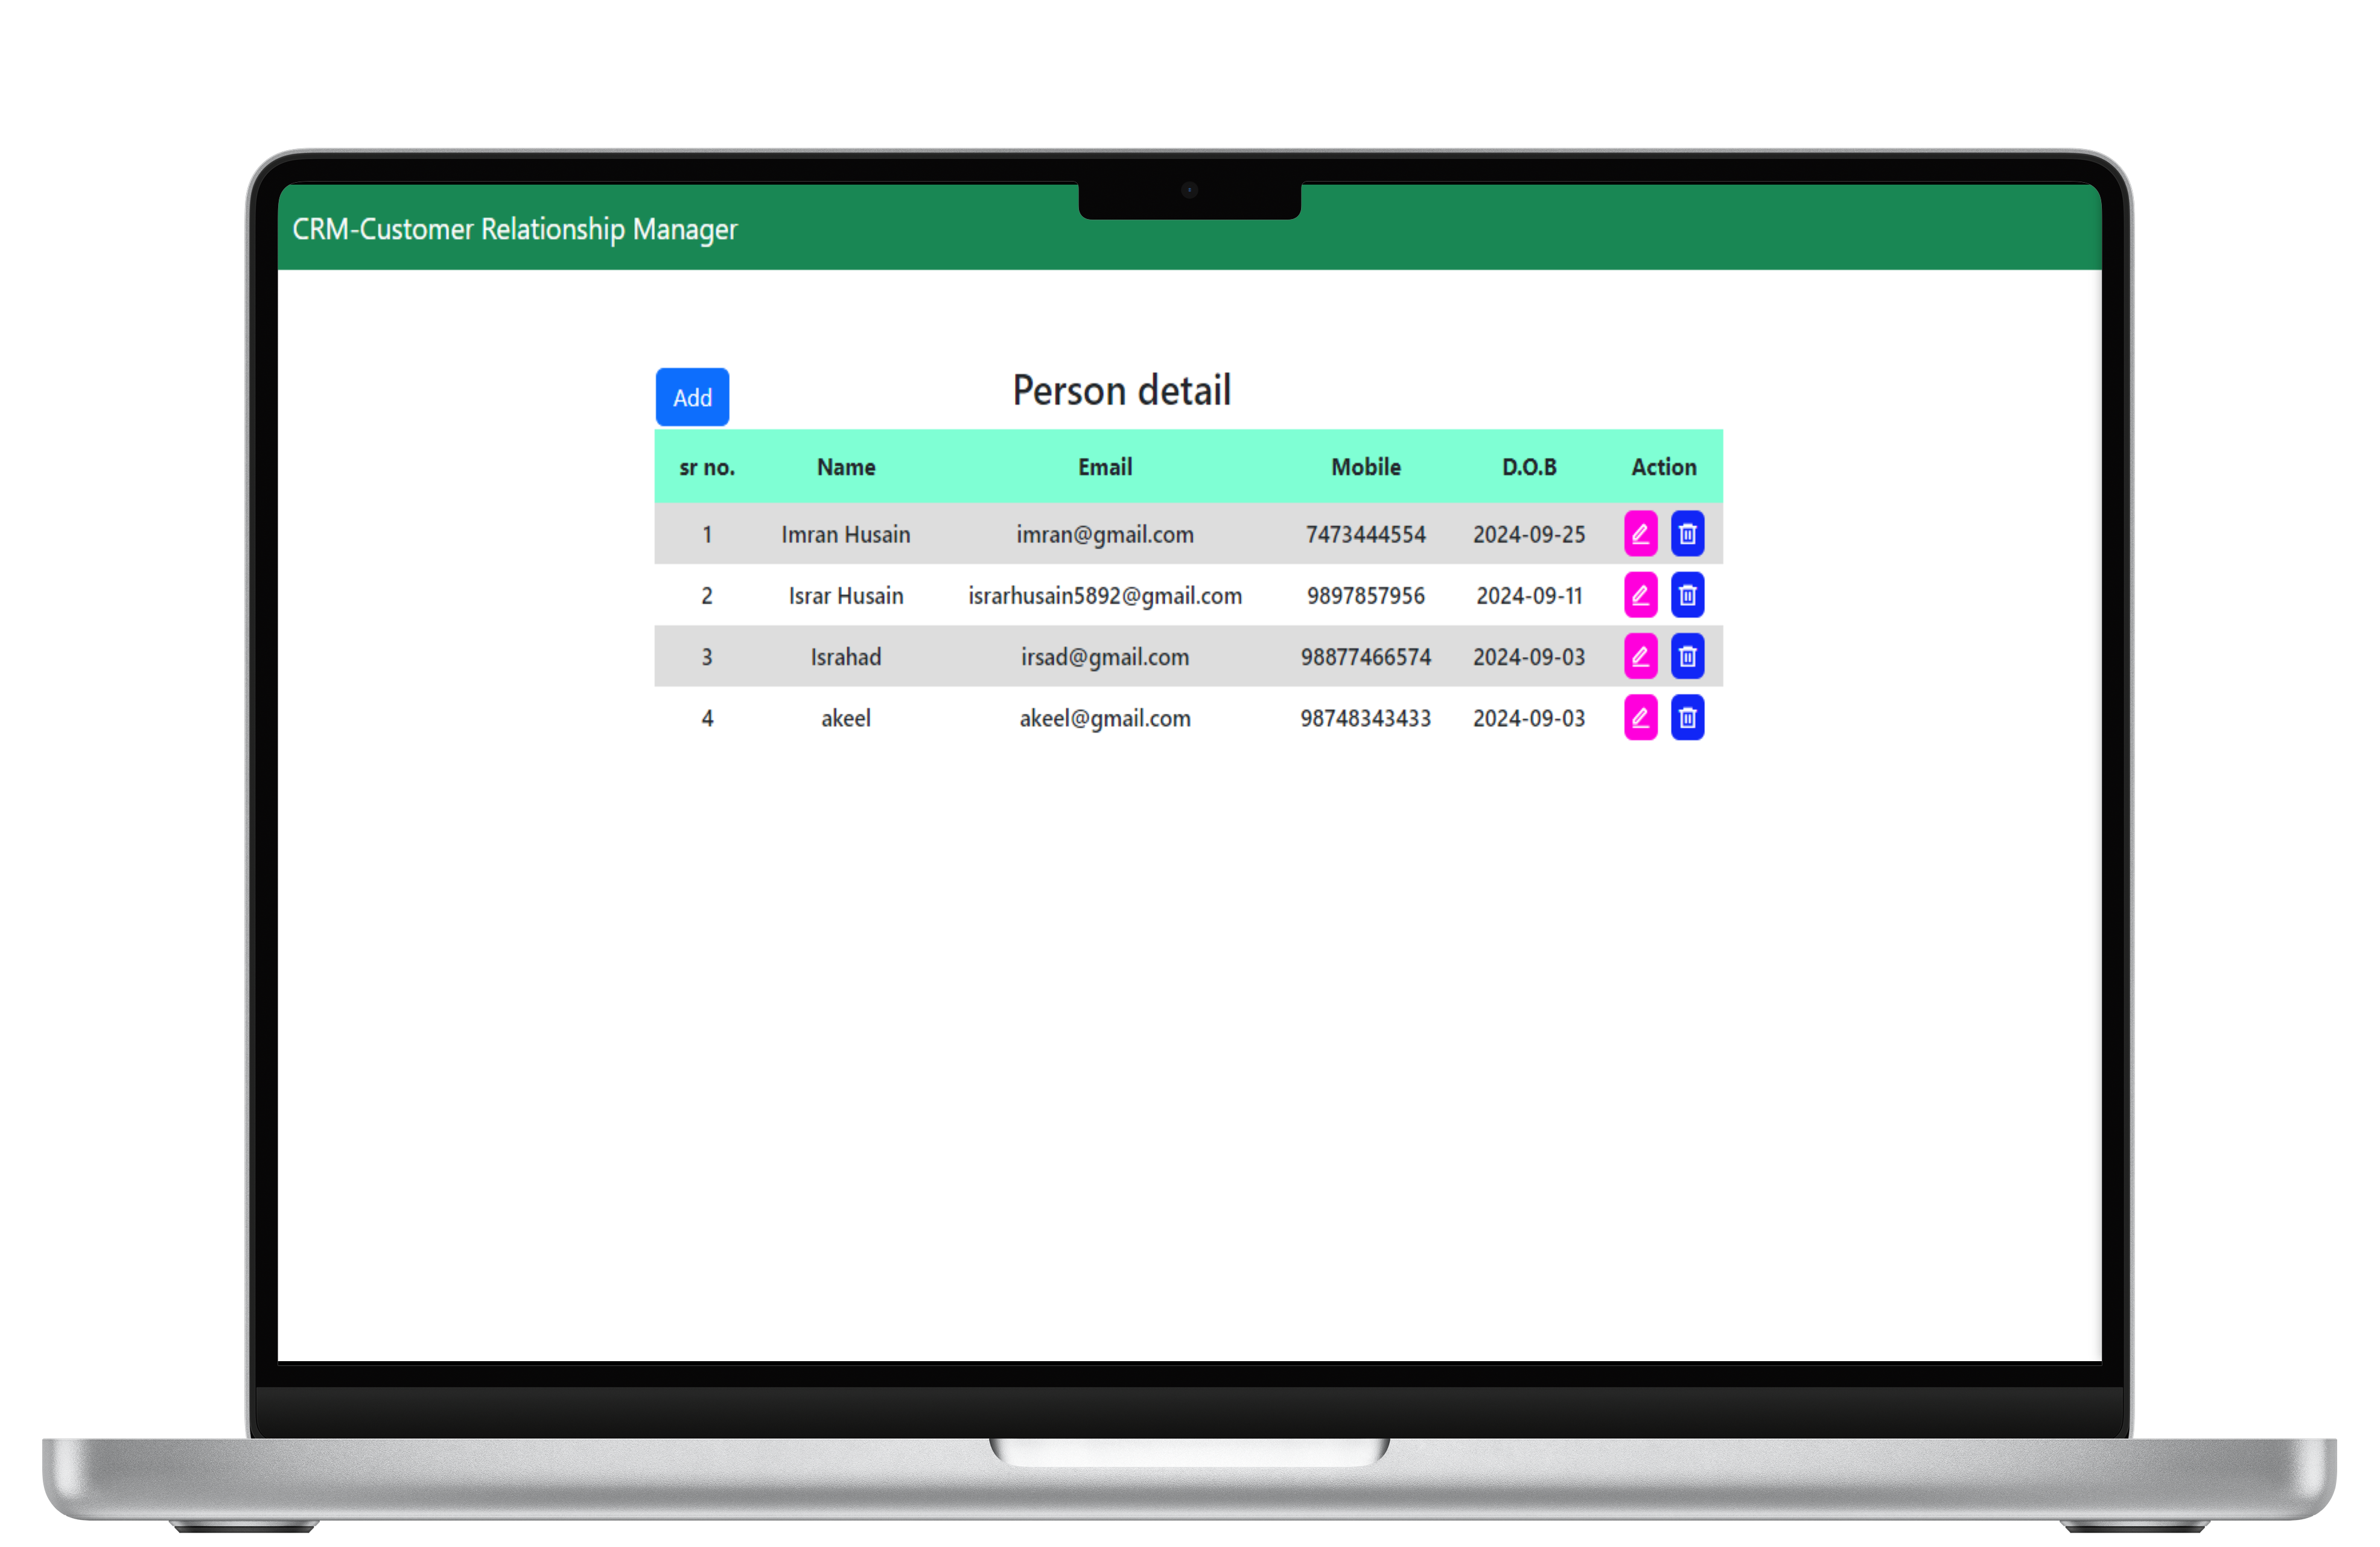 CRM-Customer Relationship Manager
Add
Person detail
sr no. Name Email Mobile D.O.B Action
1 Imran Husain imran@gmail.com 7473444554 2024-09-25
2 Israr Husain israrhusain5892@gmail.com 9897857956 2024-09-11
3 Israhad irsad@gmail.com 98877466574 2024-09-03
4 akeel akeel@gmail.com 98748343433 2024-09-03